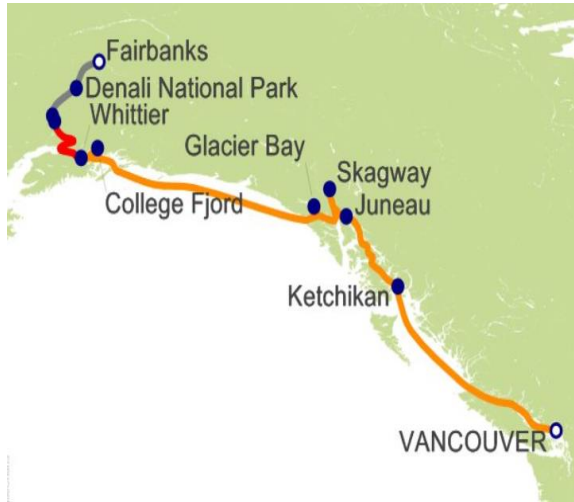 Fairbanks
Denali National Park
Whittier
Glacier Bay
Skagway
College Fjord
Juneau
Ketchikan
VANCOUVER